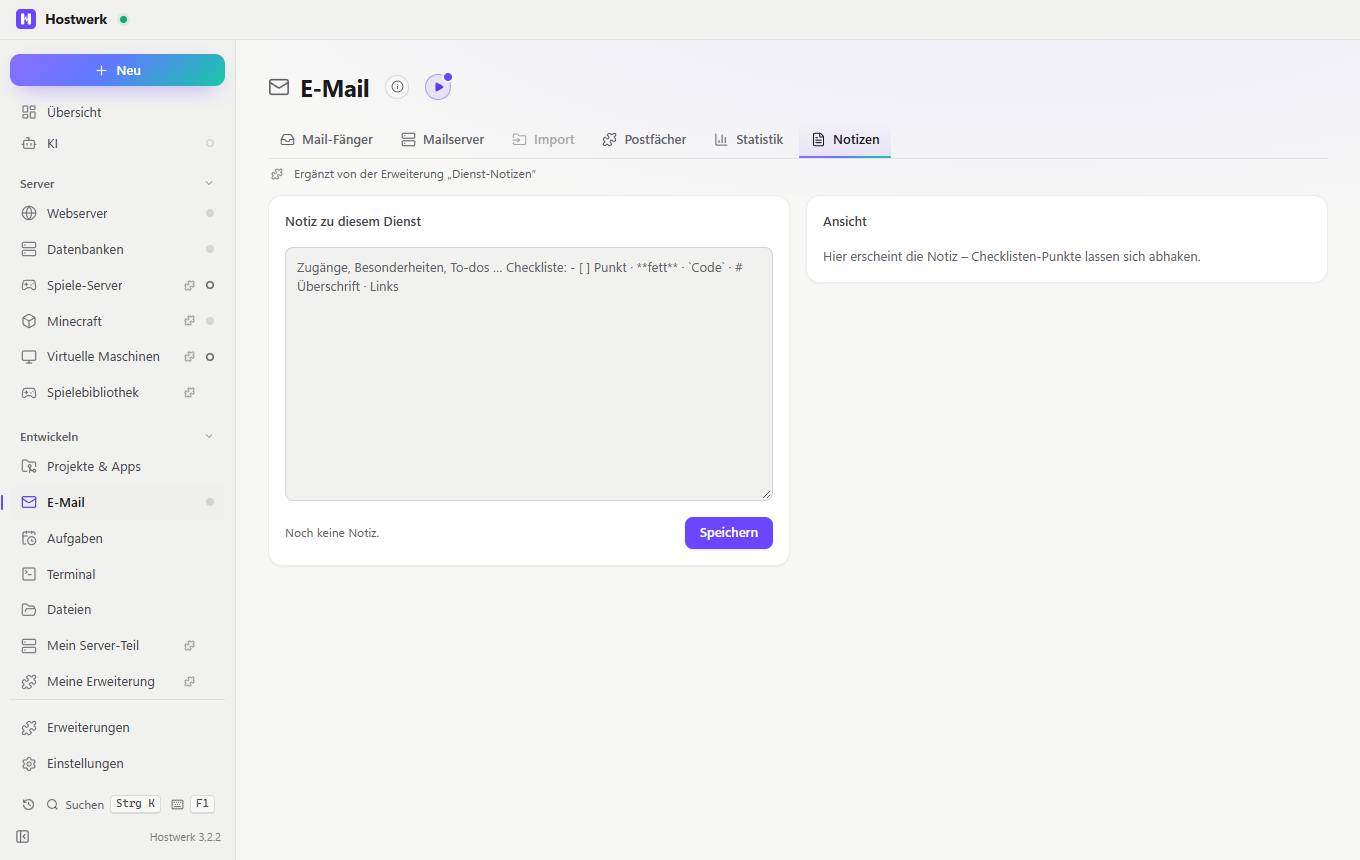 Hostwerk
Neu
Übersicht
KI
Server
Webserver
Datenbanken
Spiele-Server
Minecraft
Virtuelle Maschinen
Spielebibliothek
Entwickeln
Projekte & Apps
E-Mail
Aufgaben
Terminal
Dateien
Mein Server-Teil
Meine Erweiterung
Erweiterungen
Einstellungen
Suchen Strg K F1
Hostwerk 3.2.2
E-Mail
Mail-Fänger Mailserver Import Postfächer Statistik Notizen
Ergänzt von der Erweiterung „Dienst-Notizen“
Notiz zu diesem Dienst
Zugänge, Besonderheiten, To-dos ... Checkliste: - [ ] Punkt · **fett** · `Code` · #
Überschrift · Links
Noch keine Notiz.
Speichern
Ansicht
Hier erscheint die Notiz – Checklisten-Punkte lassen sich abhaken.